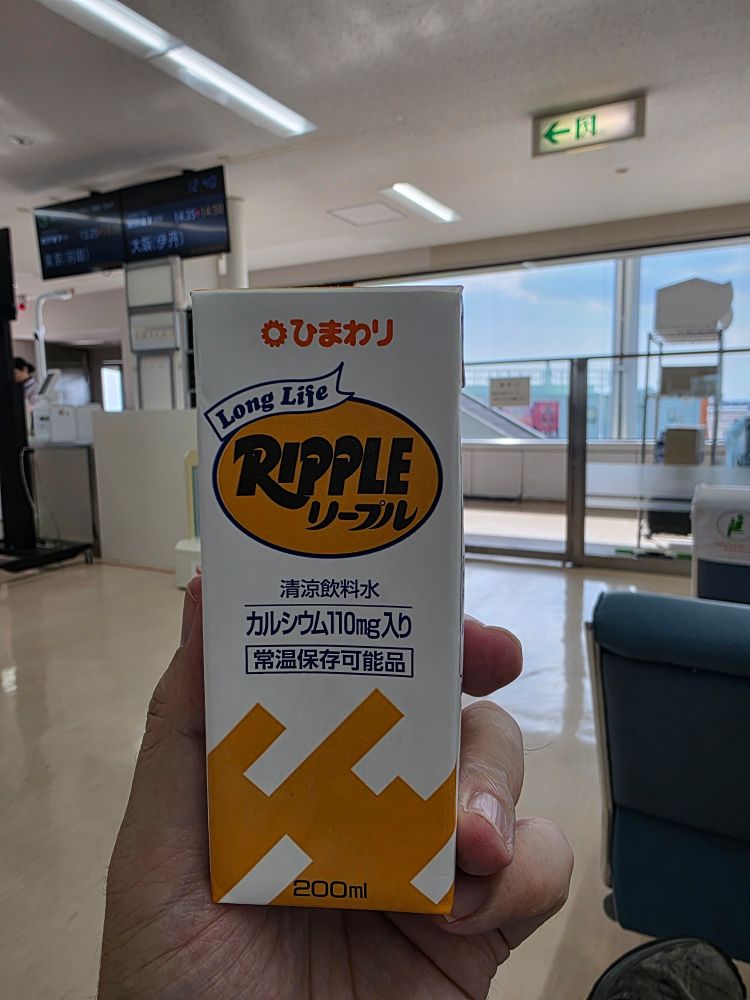 12:40
東京(羽田)
大阪(伊丹)
ひまわり
Long Life
RIPPLE
リープル
清涼飲料水
カルシウム110mg入り
常温保存可能品
200ml